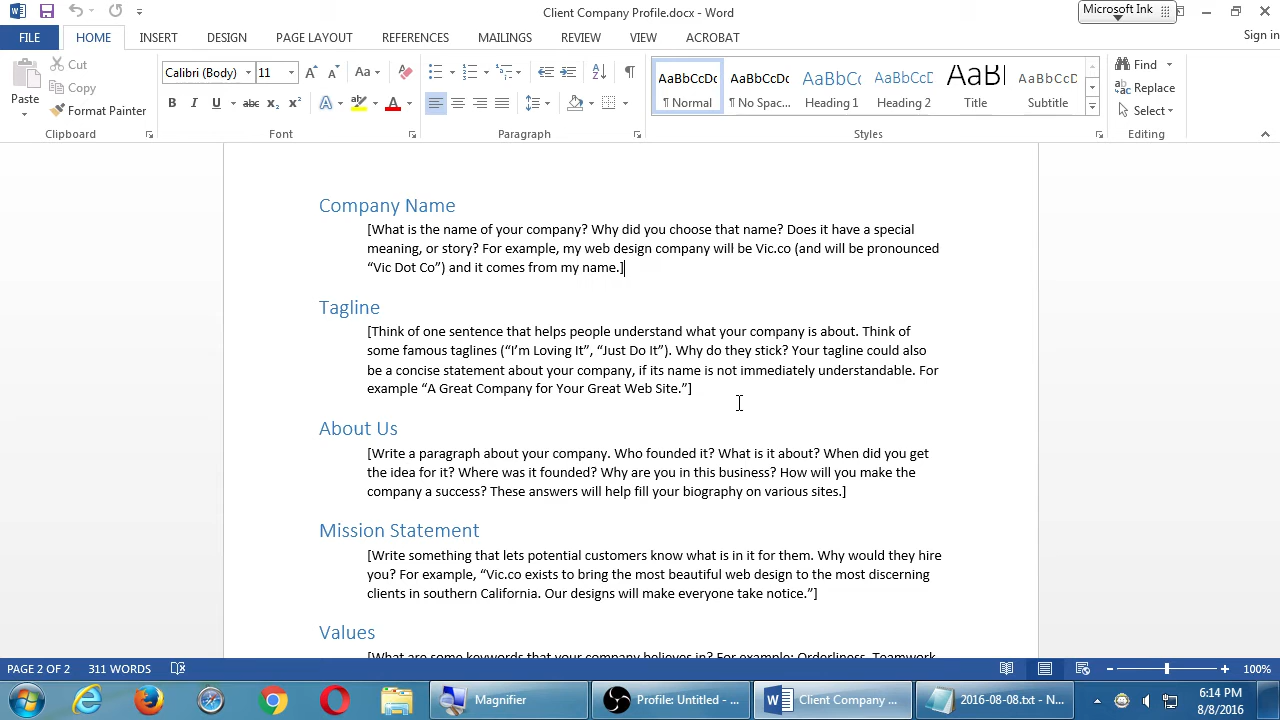 Client Company Profile.docx - Word
Microsoft Ink
FILE HOME INSERT DESIGN PAGE LAYOUT REFERENCES MAILINGS REVIEW VIEW ACROBAT
Sign in
Paste
Cut
Copy
Format Painter
Clipboard
Calibri (Body) 11
Font
Paragraph
AaBbCcDc AaBbCcDc AaBbCc AaBbCcD AaB AaBbCcD
¶ Normal ¶ No Spac... Heading 1 Heading 2 Title Subtitle
Styles
Find
Replace
Select
Editing
Company Name
[What is the name of your company? Why did you choose that name? Does it have a special
meaning, or story? For example, my web design company will be Vic.co (and will be pronounced
“Vic Dot Co”) and it comes from my name.]
Tagline
[Think of one sentence that helps people understand what your company is about. Think of
some famous taglines (“I’m Loving It”, “Just Do It”). Why do they stick? Your tagline could also
be a concise statement about your company, if its name is not immediately understandable. For
example “A Great Company for Your Great Web Site.”]
About Us
[Write a paragraph about your company. Who founded it? What is it about? When did you get
the idea for it? Where was it founded? Why are you in this business? How will you make the
company a success? These answers will help fill your biography on various sites.]
Mission Statement
[Write something that lets potential customers know what is in it for them. Why would they hire
you? For example, “Vic.co exists to bring the most beautiful web design to the most discerning
clients in southern California. Our designs will make everyone take notice.”]
Values
[What are some keywords that your company believes in? For example: Orderliness, Teamwork
PAGE 2 OF 2 311 WORDS 100%
Magnifier
Profile: Untitled - ...
Client Company ...
2016-08-08.txt - N...
6:14 PM
8/8/2016